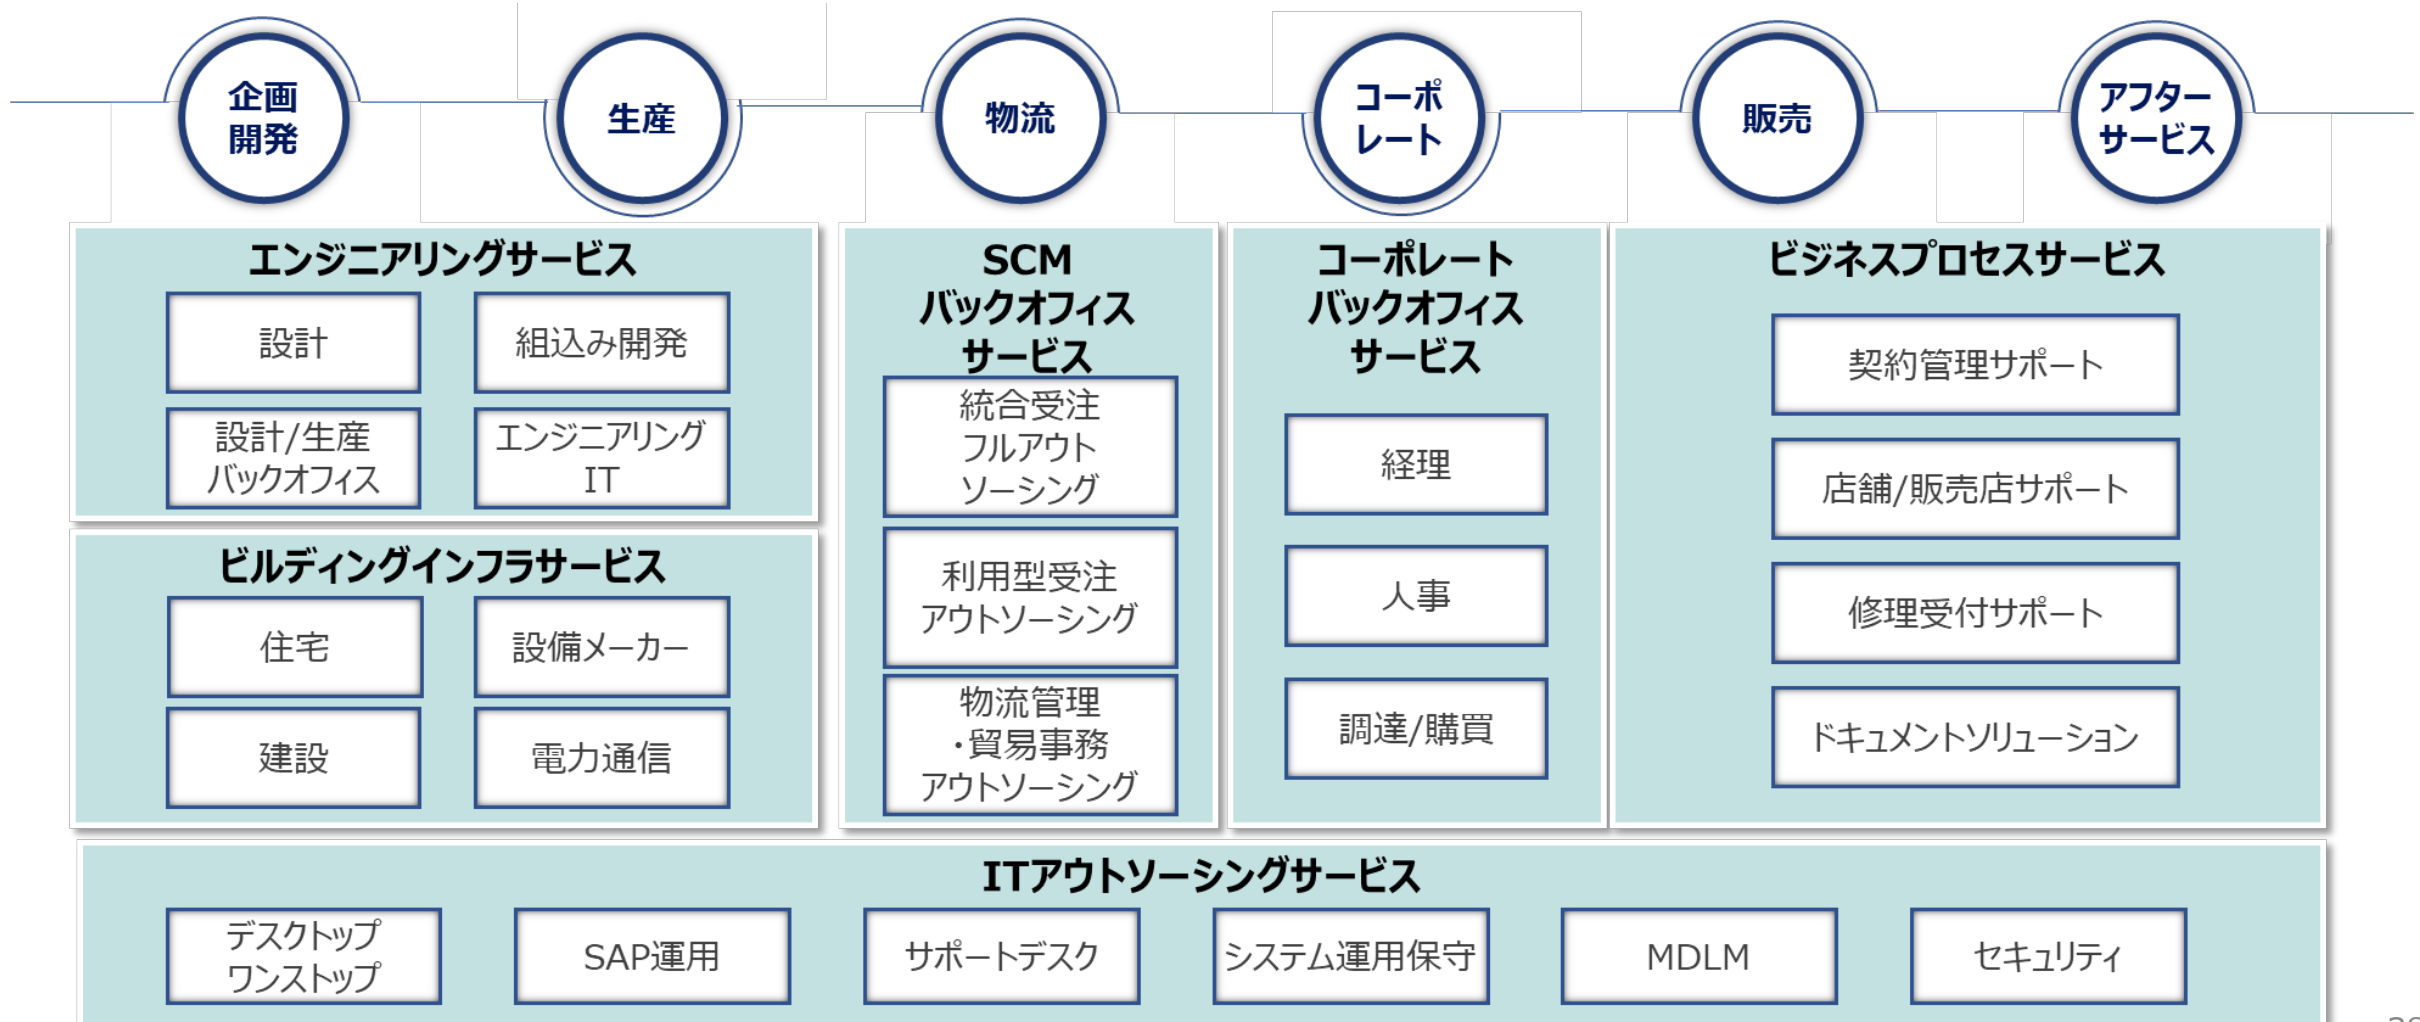 企画
開発
生産
物流
コーポ
レート
販売
アフター
サービス
エンジニアリングサービス
設計
組込み開発
設計/生産
バックオフィス
エンジニアリング
IT
ビルディングインフラサービス
住宅
設備メーカー
建設
電力通信
SCM
バックオフィス
サービス
統合受注
フルアウト
ソーシング
利用型受注
アウトソーシング
物流管理
・貿易事務
アウトソーシング
コーポレート
バックオフィス
サービス
経理
人事
調達/購買
ビジネスプロセスサービス
契約管理サポート
店舗/販売店サポート
修理受付サポート
ドキュメントソリューション
ITアウトソーシングサービス
デスクトップ
ワンストップ
SAP運用
サポートデスク
システム運用保守
MDLM
セキュリティ